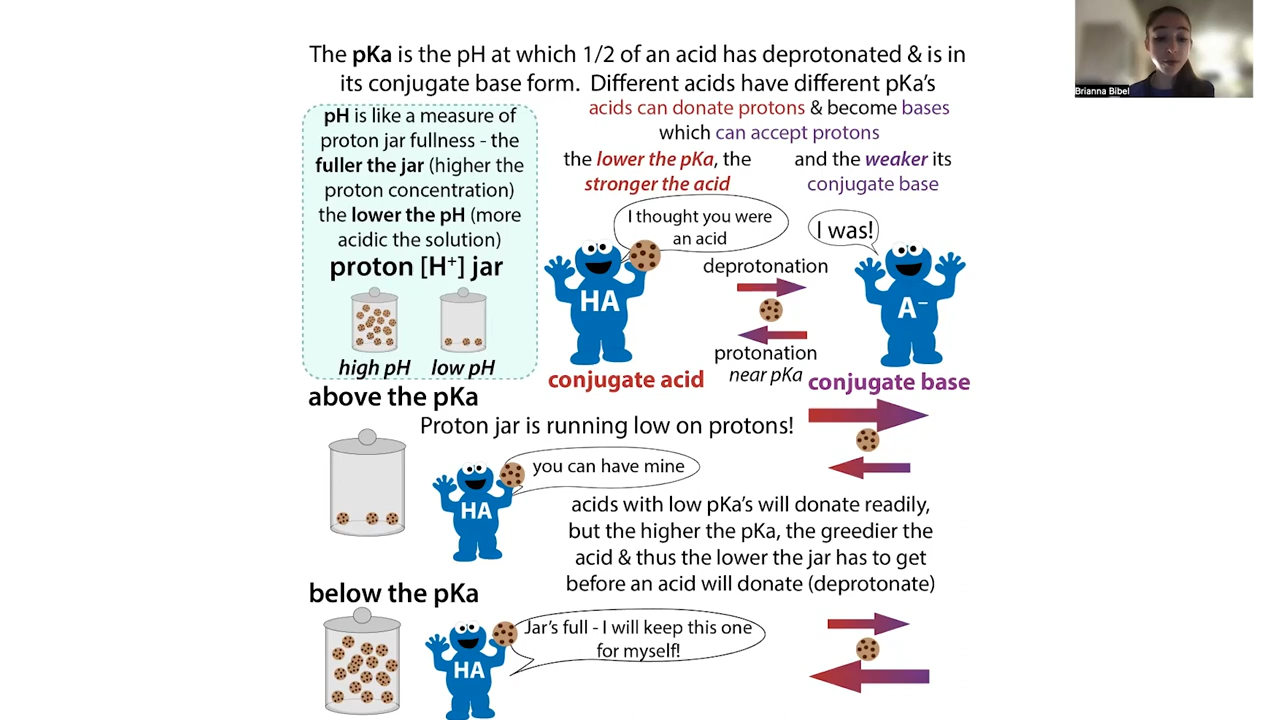 The pKa is the pH at which 1/2 of an acid has deprotonated & is in
its conjugate base form. Different acids have different pKa's
pH is like a measure of
proton jar fullness - the
fuller the jar (higher the
proton concentration)
the lower the pH (more
acidic the solution)
proton [H⁺] jar
high pH
low pH
acids can donate protons & become bases
which can accept protons
the lower the pKa, the
stronger the acid
and the weaker its
conjugate base
I thought you were
an acid
I was!
HA
deprotonation
A⁻
protonation
near pKa
conjugate acid
conjugate base
above the pKa
Proton jar is running low on protons!
you can have mine
HA
acids with low pKa's will donate readily,
but the higher the pKa, the greedier the
acid & thus the lower the jar has to get
before an acid will donate (deprotonate)
below the pKa
Jar's full - I will keep this one
for myself!
HA
Brianna Bibel